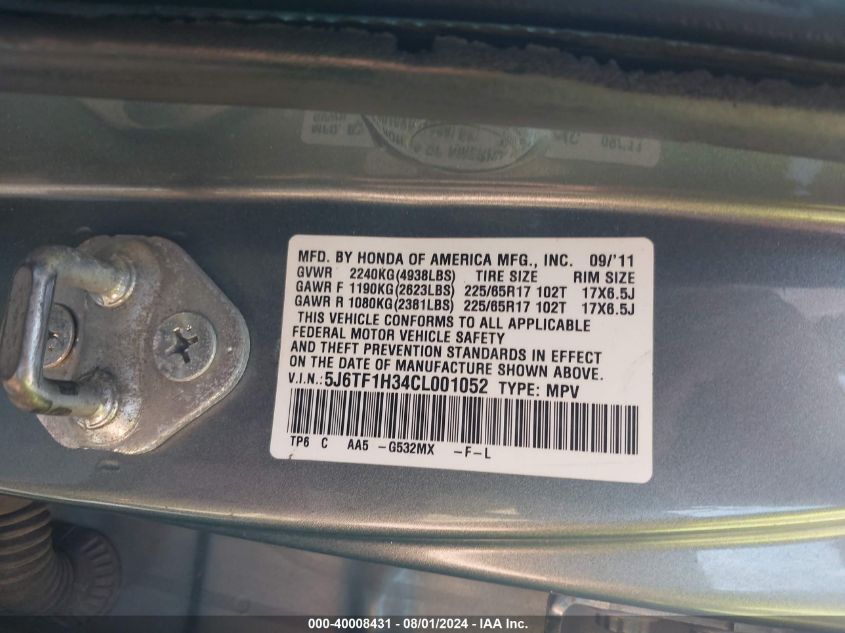 MFD. BY HONDA OF AMERICA MFG., INC. 09/'11
GVWR 2240KG(4938LBS) TIRE SIZE RIM SIZE
GAWR F 1190KG(2623LBS) 225/65R17 102T 17X6.5J
GAWR R 1080KG(2381LBS) 225/65R17 102T 17X6.5J
THIS VEHICLE CONFORMS TO ALL APPLICABLE
FEDERAL MOTOR VEHICLE SAFETY
AND THEFT PREVENTION STANDARDS IN EFFECT
ON THE DATE OF MANUFACTURE SHOWN ABOVE.
V.I.N.: 5J6TF1H34CL001052 TYPE: MPV
TP6 C AA5 -G532MX -F-L
000-40008431 - 08/01/2024 - IAA Inc.